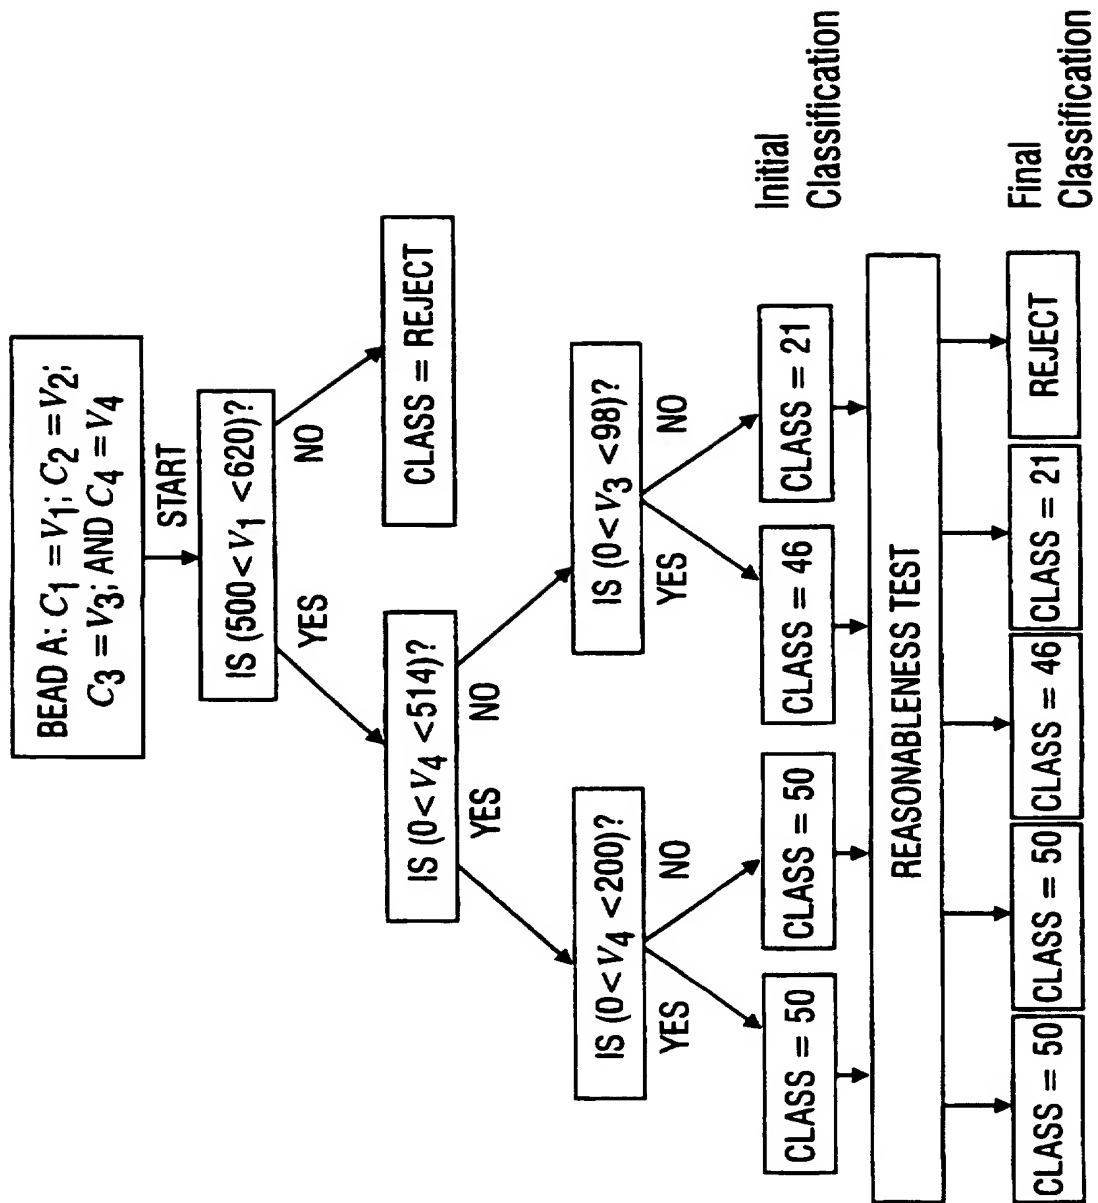 BEAD A: C1 = V1; C2 = V2;
C3 = V3; AND C4 = V4
START
IS (500< V1 <620)?
YES
NO
IS (0< V4 <514)?
CLASS = REJECT
YES
NO
IS (0< V4 <200)?
IS (0< V3 <98)?
YES
NO
YES
NO
CLASS = 50
CLASS = 50
CLASS = 46
CLASS = 21
Initial
Classification
REASONABLENESS TEST
CLASS = 50
CLASS = 50
CLASS = 46
CLASS = 21
REJECT
Final
Classification